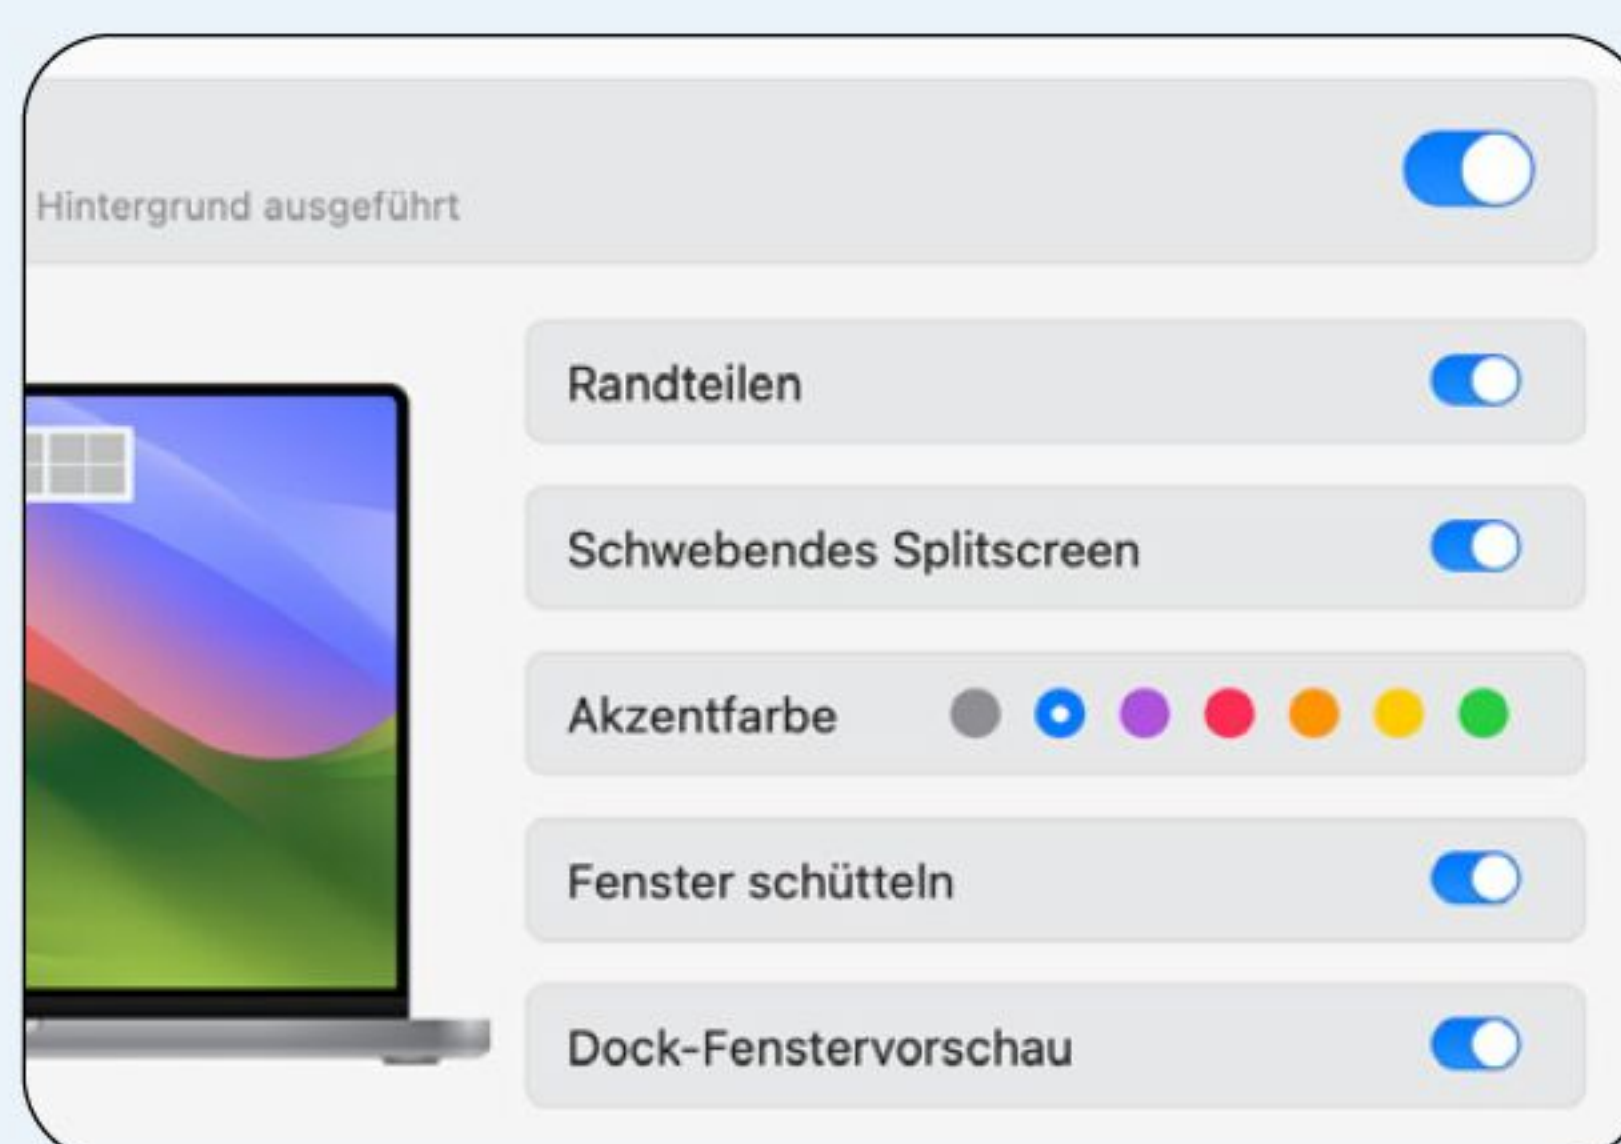 Hintergrund ausgeführt
Randteilen
Schwebendes Splitscreen
Akzentfarbe
Fenster schütteln
Dock-Fenstervorschau